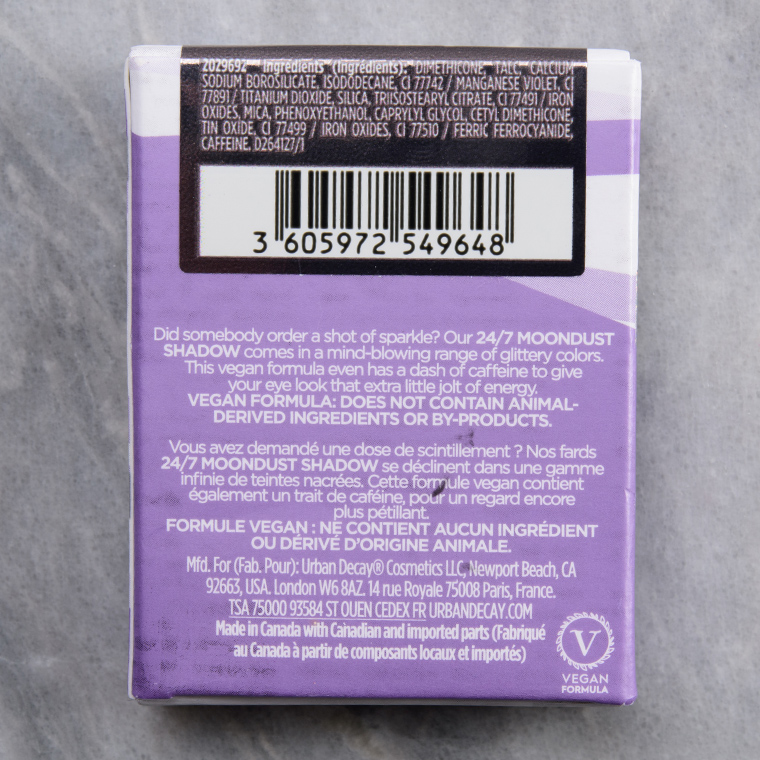 2029692 Ingredients (Ingrédients): DIMETHICONE, TALC, CALCIUM
SODIUM BOROSILICATE, ISODODECANE, CI 77742 / MANGANESE VIOLET, CI
77891 / TITANIUM DIOXIDE, SILICA, TRIISOSTEARYL CITRATE, CI 77491 / IRON
OXIDES, MICA, PHENOXYETHANOL, CAPRYLYL GLYCOL, CETYL DIMETHICONE,
TIN OXIDE, CI 77499 / IRON OXIDES, CI 77510 / FERRIC FERROCYANIDE,
CAFFEINE. D264127/1
3 605972 549648
Did somebody order a shot of sparkle? Our 24/7 MOONDUST
SHADOW comes in a mind-blowing range of glittery colors.
This vegan formula even has a dash of caffeine to give
your eye look that extra little jolt of energy.
VEGAN FORMULA: DOES NOT CONTAIN ANIMAL-
DERIVED INGREDIENTS OR BY-PRODUCTS.
Vous avez demandé une dose de scintillement ? Nos fards
24/7 MOONDUST SHADOW se déclinent dans une gamme
infinie de teintes nacrées. Cette formule vegan contient
également un trait de caféine, pour un regard encore
plus pétillant.
FORMULE VEGAN : NE CONTIENT AUCUN INGRÉDIENT
OU DÉRIVÉ D'ORIGINE ANIMALE.
Mfd. For (Fab. Pour): Urban Decay® Cosmetics LLC, Newport Beach, CA
92663, USA. London W6 8AZ. 14 rue Royale 75008 Paris, France.
TSA 75000 93584 ST OUEN CEDEX FR URBANDECAY.COM
Made in Canada with Canadian and imported parts (Fabriqué
au Canada à partir de composants locaux et importés)
V
VEGAN
FORMULA